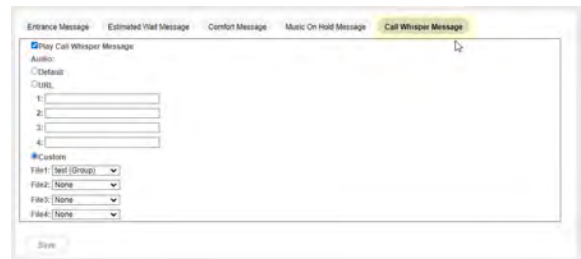 Entrance Message Estimated Wait Message Comfort Message Music On Hold Message Call Whisper Message
Play Call Whisper Message
Audio:
Default
URL
1:
2:
3:
4:
Custom
File1: test (Group)
File2: None
File3: None
File4: None
Save